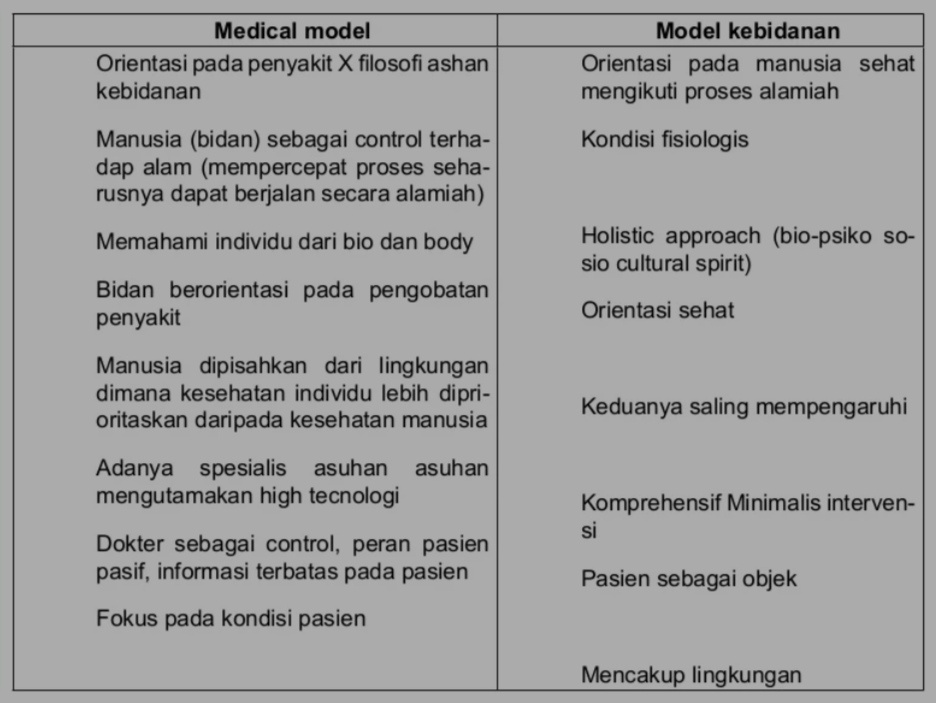 Medical model
Model kebidanan
Orientasi pada penyakit X filosofi ashan
kebidanan
Manusia (bidan) sebagai control terha-
dap alam (mempercepat proses seha-
rusnya dapat berjalan secara alamiah)
Memahami individu dari bio dan body
Bidan berorientasi pada pengobatan
penyakit
Manusia dipisahkan dari lingkungan
dimana kesehatan individu lebih dipri-
oritaskan daripada kesehatan manusia
Adanya spesialis asuhan asuhan
mengutamakan high tecnologi
Dokter sebagai control, peran pasien
pasif, informasi terbatas pada pasien
Fokus pada kondisi pasien
Orientasi pada manusia sehat
mengikuti proses alamiah
Kondisi fisiologis
Holistic approach (bio-psiko so-
sio cultural spirit)
Orientasi sehat
Keduanya saling mempengaruhi
Komprehensif Minimalis interven-
si
Pasien sebagai objek
Mencakup lingkungan